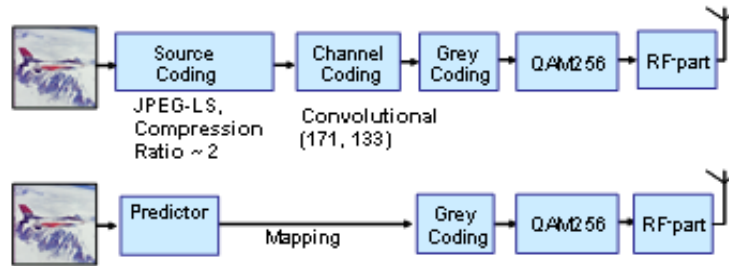 Source
Coding
Channel
Coding
Grey
Coding
QAM256
RF-part
JPEG-LS,
Compression
Ratio ~ 2
Convolutional
(171, 133)
Predictor
Mapping
Grey
Coding
QAM256
RF-part